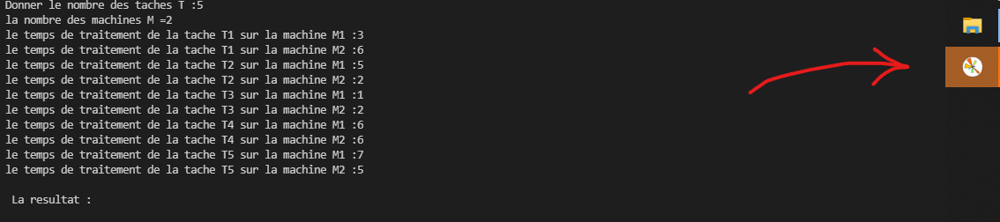 Donner le nombre des taches T :5
la nombre des machines M =2
le temps de traitement de la tache T1 sur la machine M1 :3
le temps de traitement de la tache T1 sur la machine M2 :6
le temps de traitement de la tache T2 sur la machine M1 :5
le temps de traitement de la tache T2 sur la machine M2 :2
le temps de traitement de la tache T3 sur la machine M1 :1
le temps de traitement de la tache T3 sur la machine M2 :2
le temps de traitement de la tache T4 sur la machine M1 :6
le temps de traitement de la tache T4 sur la machine M2 :6
le temps de traitement de la tache T5 sur la machine M1 :7
le temps de traitement de la tache T5 sur la machine M2 :5
La resultat :